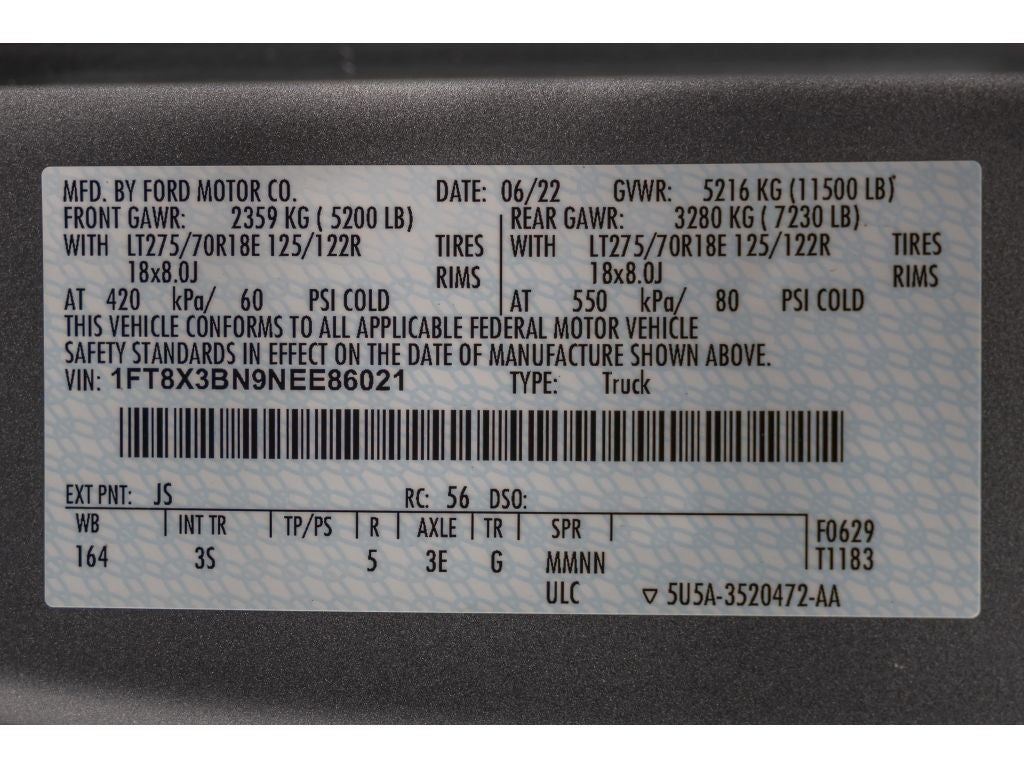 MFD. BY FORD MOTOR CO. DATE: 06/22 GVWR: 5216 KG (11500 LB)
FRONT GAWR: 2359 KG ( 5200 LB) REAR GAWR: 3280 KG ( 7230 LB)
WITH LT275/70R18E 125/122R TIRES WITH LT275/70R18E 125/122R TIRES
18x8.0J RIMS 18x8.0J RIMS
AT 420 kPa/ 60 PSI COLD AT 550 kPa/ 80 PSI COLD
THIS VEHICLE CONFORMS TO ALL APPLICABLE FEDERAL MOTOR VEHICLE
SAFETY STANDARDS IN EFFECT ON THE DATE OF MANUFACTURE SHOWN ABOVE.
VIN: 1FT8X3BN9NEE86021 TYPE: Truck
EXT PNT: JS RC: 56 DSO:
WB INT TR TP/PS R AXLE TR SPR F0629
164 3S 5 3E G MMNN T1183
ULC ▽ 5U5A-3520472-AA